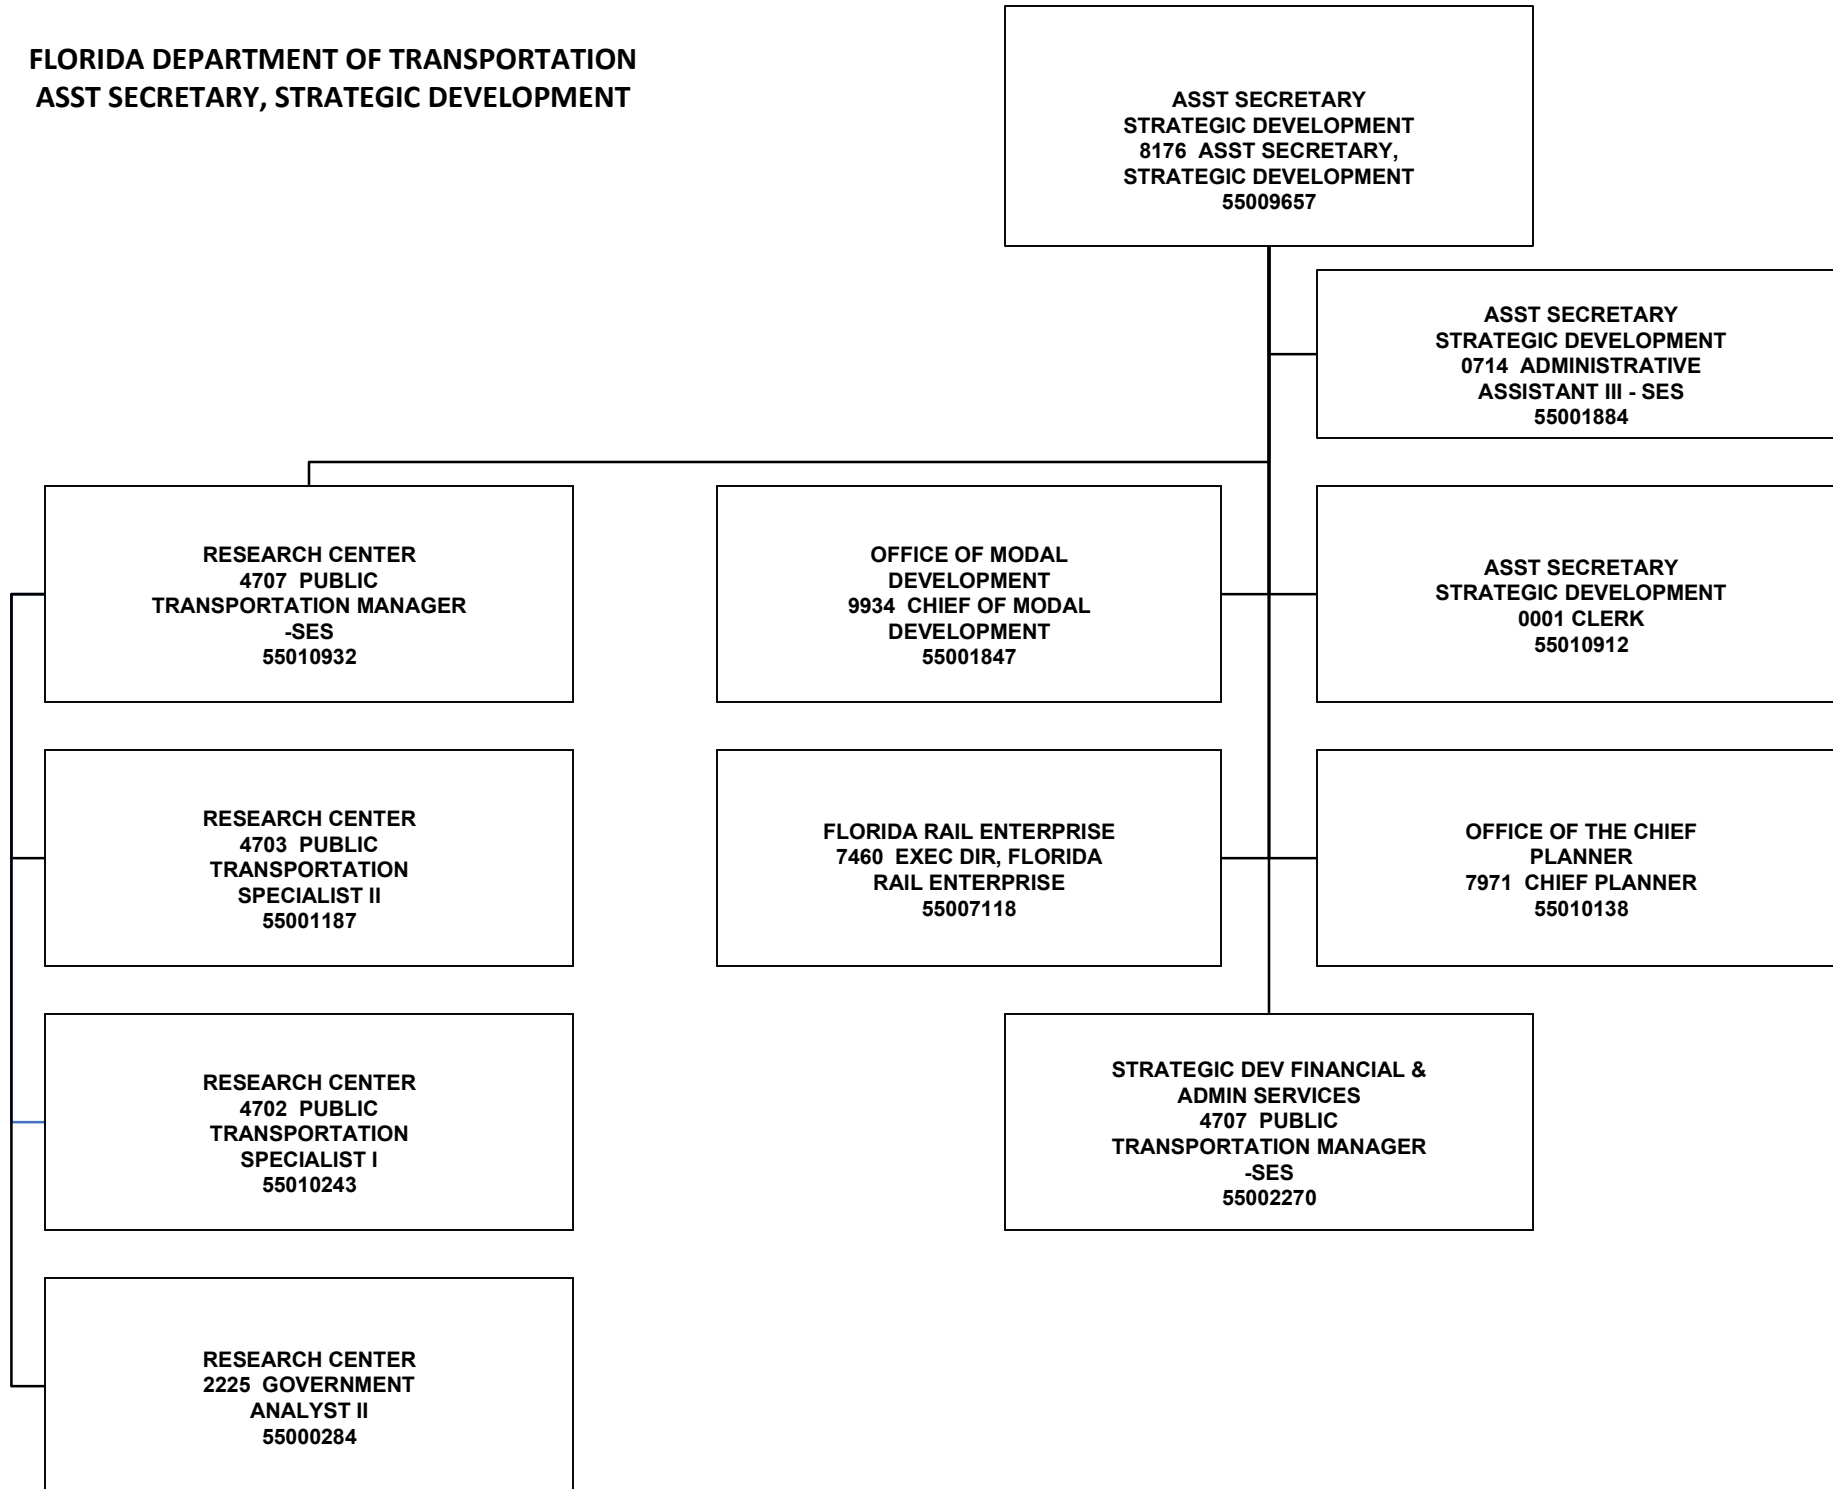 FLORIDA DEPARTMENT OF TRANSPORTATION
ASST SECRETARY, STRATEGIC DEVELOPMENT
ASST SECRETARY
STRATEGIC DEVELOPMENT
8176 ASST SECRETARY,
STRATEGIC DEVELOPMENT
55009657
ASST SECRETARY
STRATEGIC DEVELOPMENT
0714 ADMINISTRATIVE
ASSISTANT III - SES
55001884
RESEARCH CENTER
4707 PUBLIC
TRANSPORTATION MANAGER
-SES
55010932
OFFICE OF MODAL
DEVELOPMENT
9934 CHIEF OF MODAL
DEVELOPMENT
55001847
ASST SECRETARY
STRATEGIC DEVELOPMENT
0001 CLERK
55010912
RESEARCH CENTER
4703 PUBLIC
TRANSPORTATION
SPECIALIST II
55001187
FLORIDA RAIL ENTERPRISE
7460 EXEC DIR, FLORIDA
RAIL ENTERPRISE
55007118
OFFICE OF THE CHIEF
PLANNER
7971 CHIEF PLANNER
55010138
RESEARCH CENTER
4702 PUBLIC
TRANSPORTATION
SPECIALIST I
55010243
STRATEGIC DEV FINANCIAL &
ADMIN SERVICES
4707 PUBLIC
TRANSPORTATION MANAGER
-SES
55002270
RESEARCH CENTER
2225 GOVERNMENT
ANALYST II
55000284